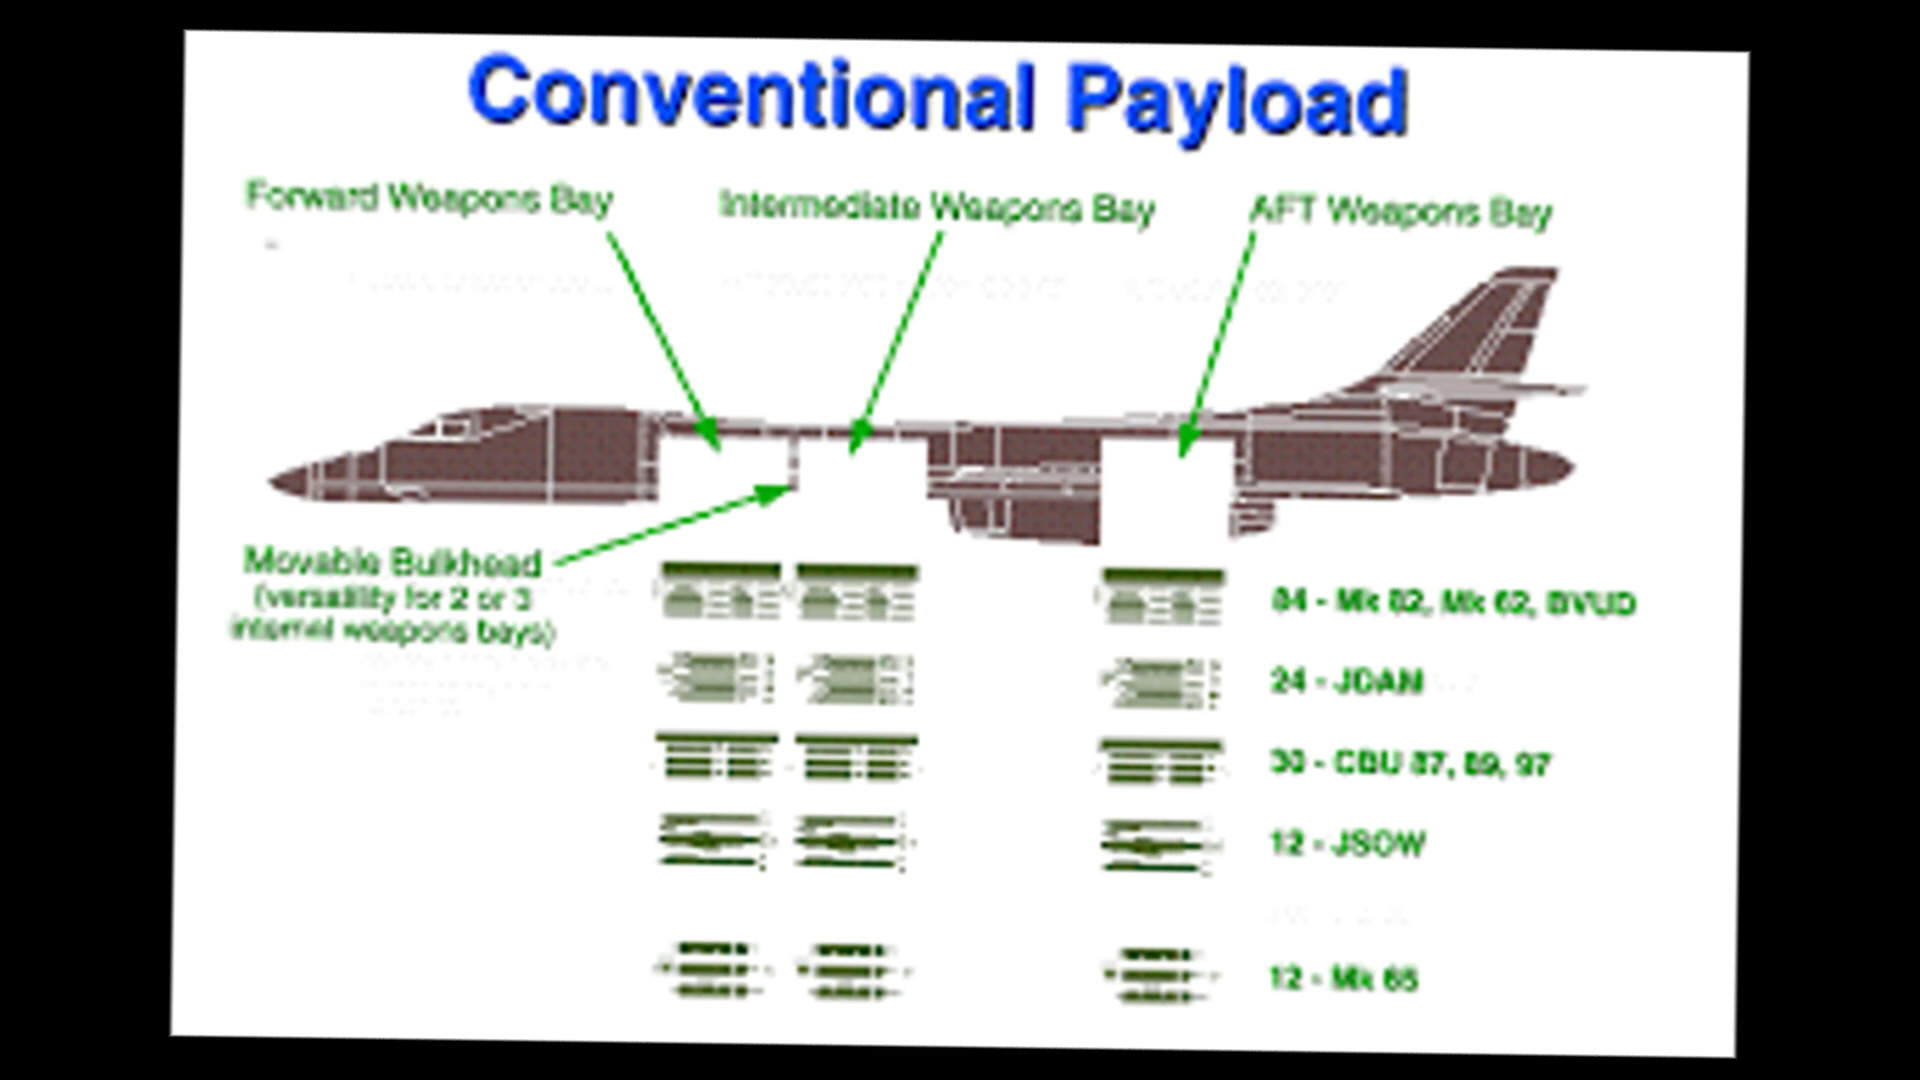 Conventional Payload
Forward Weapons Bay
Intermediate Weapons Bay
AFT Weapons Bay
Movable Bulkhead
(versatility for 2 or 3
internal weapons bays)
84 - Mk 82, Mk 62, BVUD
24 - JDAM
30 - CBU 87, 89, 97
12 - JSOW
12 - Mk 65